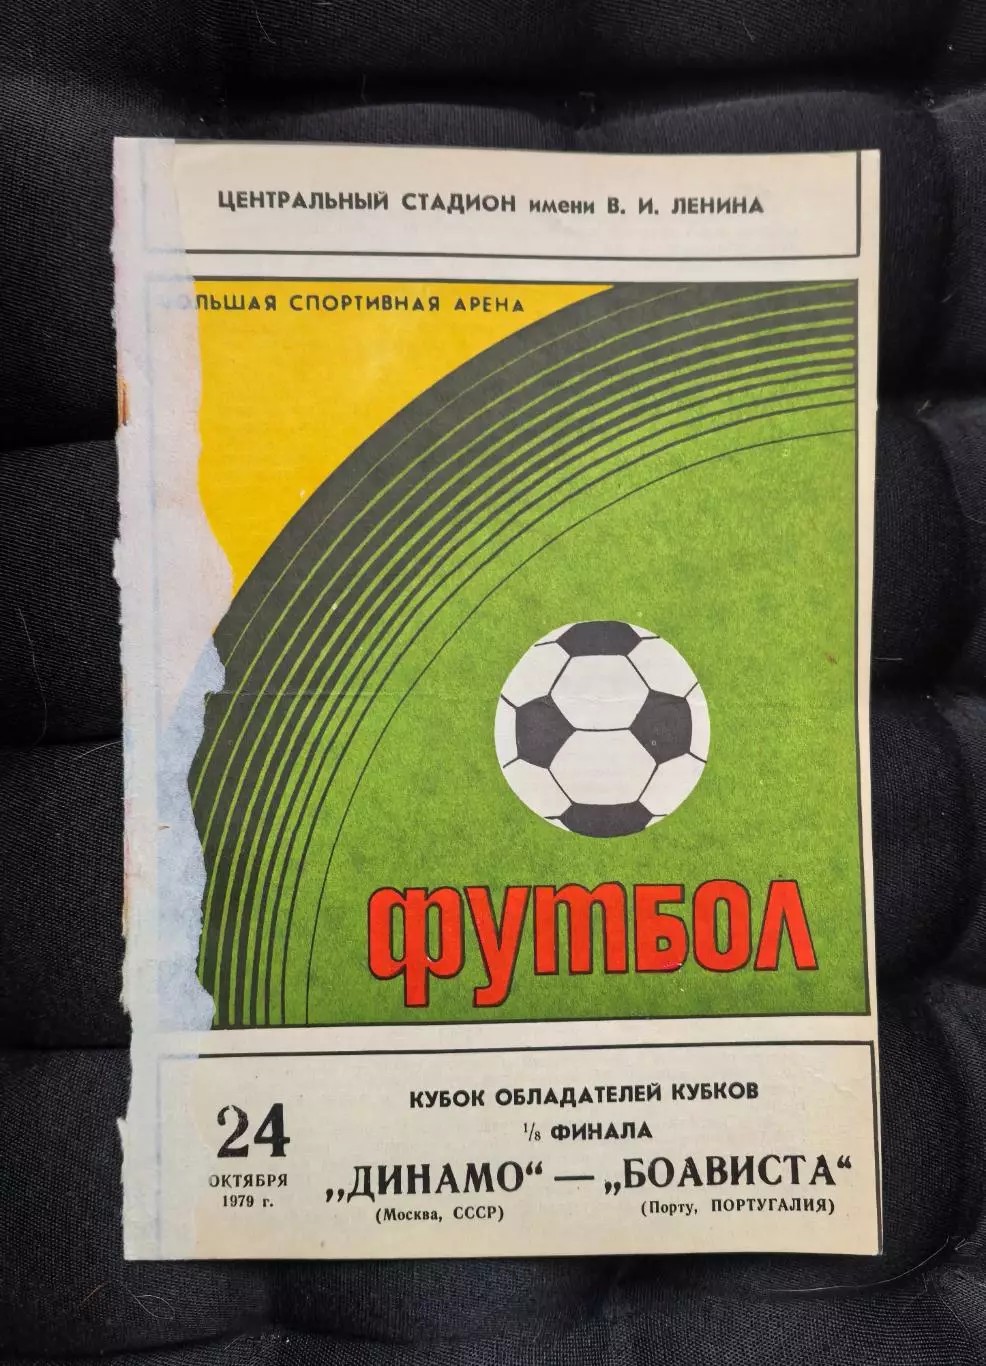 ЦЕНТРАЛЬНЫЙ СТАДИОН имени В. И. ЛЕНИНА
ОЛЬШАЯ СПОРТИВНАЯ АРЕНА
ФУТБОЛ
КУБОК ОБЛАДАТЕЛЕЙ КУБКОВ
1/8 ФИНАЛА
24
ОКТЯБРЯ
1979 г.
„ДИНАМО“ — „БОАВИСТА“
(Москва, СССР) (Порту, ПОРТУГАЛИЯ)